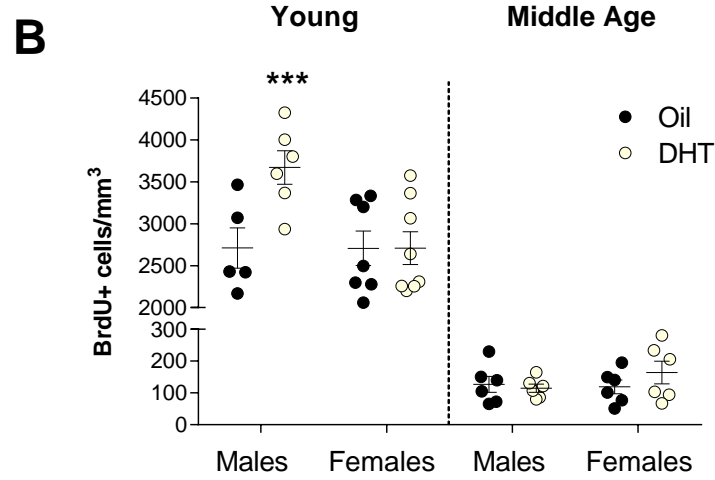 B
Young Middle Age
***
Oil
DHT
BrdU+ cells/mm³
4500
4000
3500
3000
2500
2000
300
200
100
0
Males Females Males Females